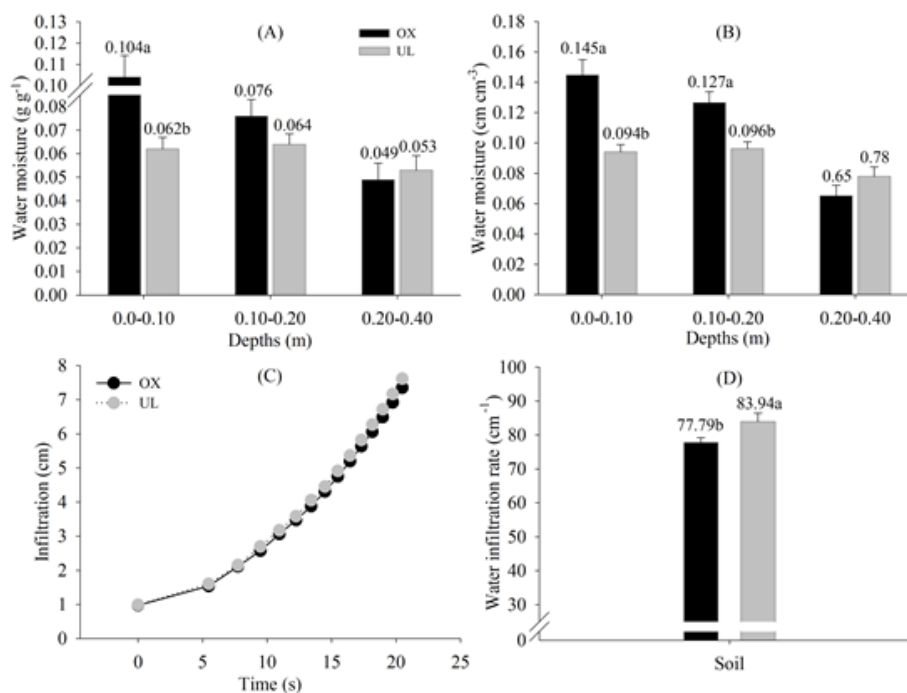 (A)
OX
UL
Water moisture (g g⁻¹)
0.13
0.12
0.11
0.10
0.08
0.07
0.06
0.05
0.04
0.03
0.02
0.01
0.00
0.104a
0.062b
0.076
0.064
0.049
0.053
0.0-0.10 0.10-0.20 0.20-0.40
Depths (m)
(B)
Water moisture (cm cm⁻³)
0.18
0.16
0.14
0.12
0.10
0.08
0.06
0.04
0.02
0.00
0.145a
0.094b
0.127a
0.096b
0.65
0.78
0.0-0.10 0.10-0.20 0.20-0.40
Depths (m)
(C)
OX
UL
Infiltration (cm)
8
7
6
5
4
3
2
1
0
0 5 10 15 20 25
Time (s)
(D)
Water infiltration rate (cm⁻¹)
100
90
80
70
60
50
40
30
0
77.79b
83.94a
Soil